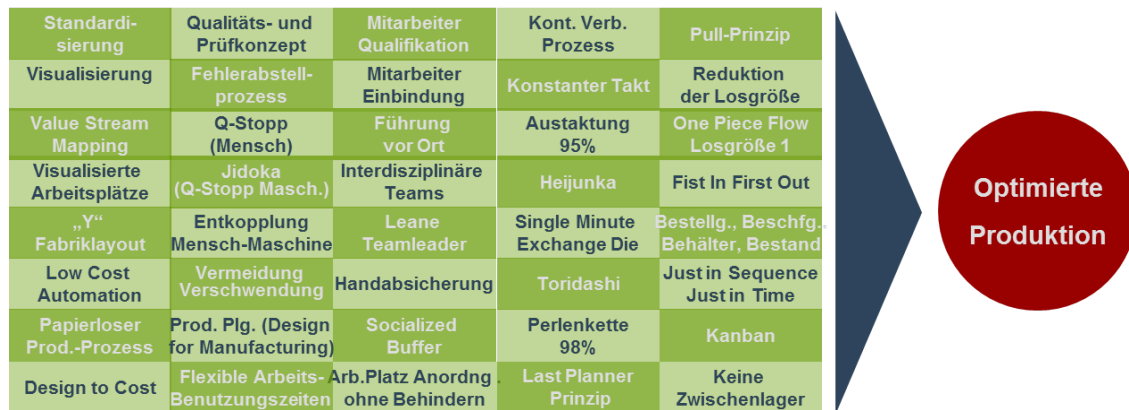 Standardi-
sierung
Qualitäts- und
Prüfkonzept
Mitarbeiter
Qualifikation
Kont. Verb.
Prozess
Pull-Prinzip
Visualisierung
Fehlerabstell-
prozess
Mitarbeiter
Einbindung
Konstanter Takt
Reduktion
der Losgröße
Value Stream
Mapping
Q-Stopp
(Mensch)
Führung
vor Ort
Austaktung
95%
One Piece Flow
Losgröße 1
Visualisierte
Arbeitsplätze
Jidoka
(Q-Stopp Masch.)
Interdisziplinäre
Teams
Heijunka
Fist In First Out
„Y“
Fabriklayout
Entkopplung
Mensch-Maschine
Leane
Teamleader
Single Minute
Exchange Die
Bestellg., Beschfg.,
Behälter, Bestand
Low Cost
Automation
Vermeidung
Verschwendung
Handabsicherung
Toridashi
Just in Sequence
Just in Time
Papierloser
Prod.-Prozess
Prod. Plg. (Design
for Manufacturing)
Socialized
Buffer
Perlenkette
98%
Kanban
Design to Cost
Flexible Arbeits-
Benutzungszeiten
Arb.Platz Anordng.
ohne Behindern
Last Planner
Prinzip
Keine
Zwischenlager
Optimierte
Produktion